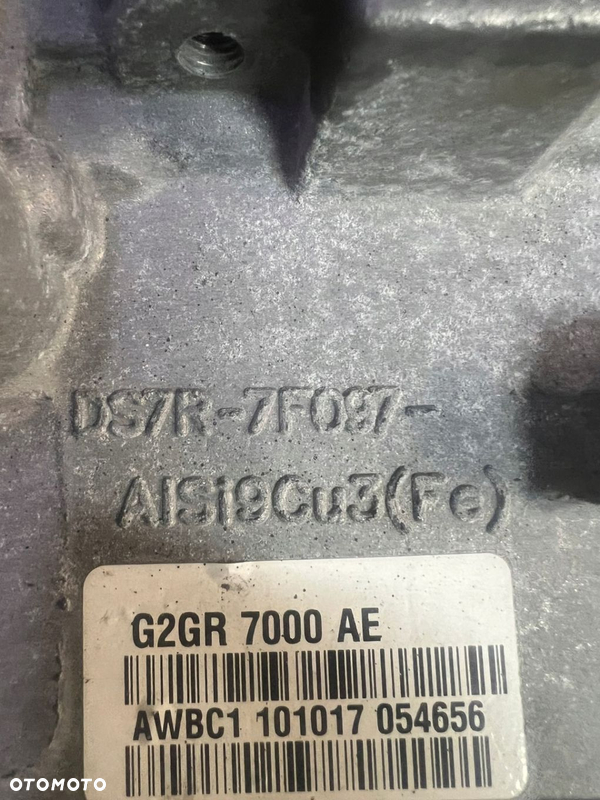 DS7R-7F097-
AlSi9Cu3(Fe)
G2GR 7000 AE
AWBC1 101017 054656
OTOMOTO